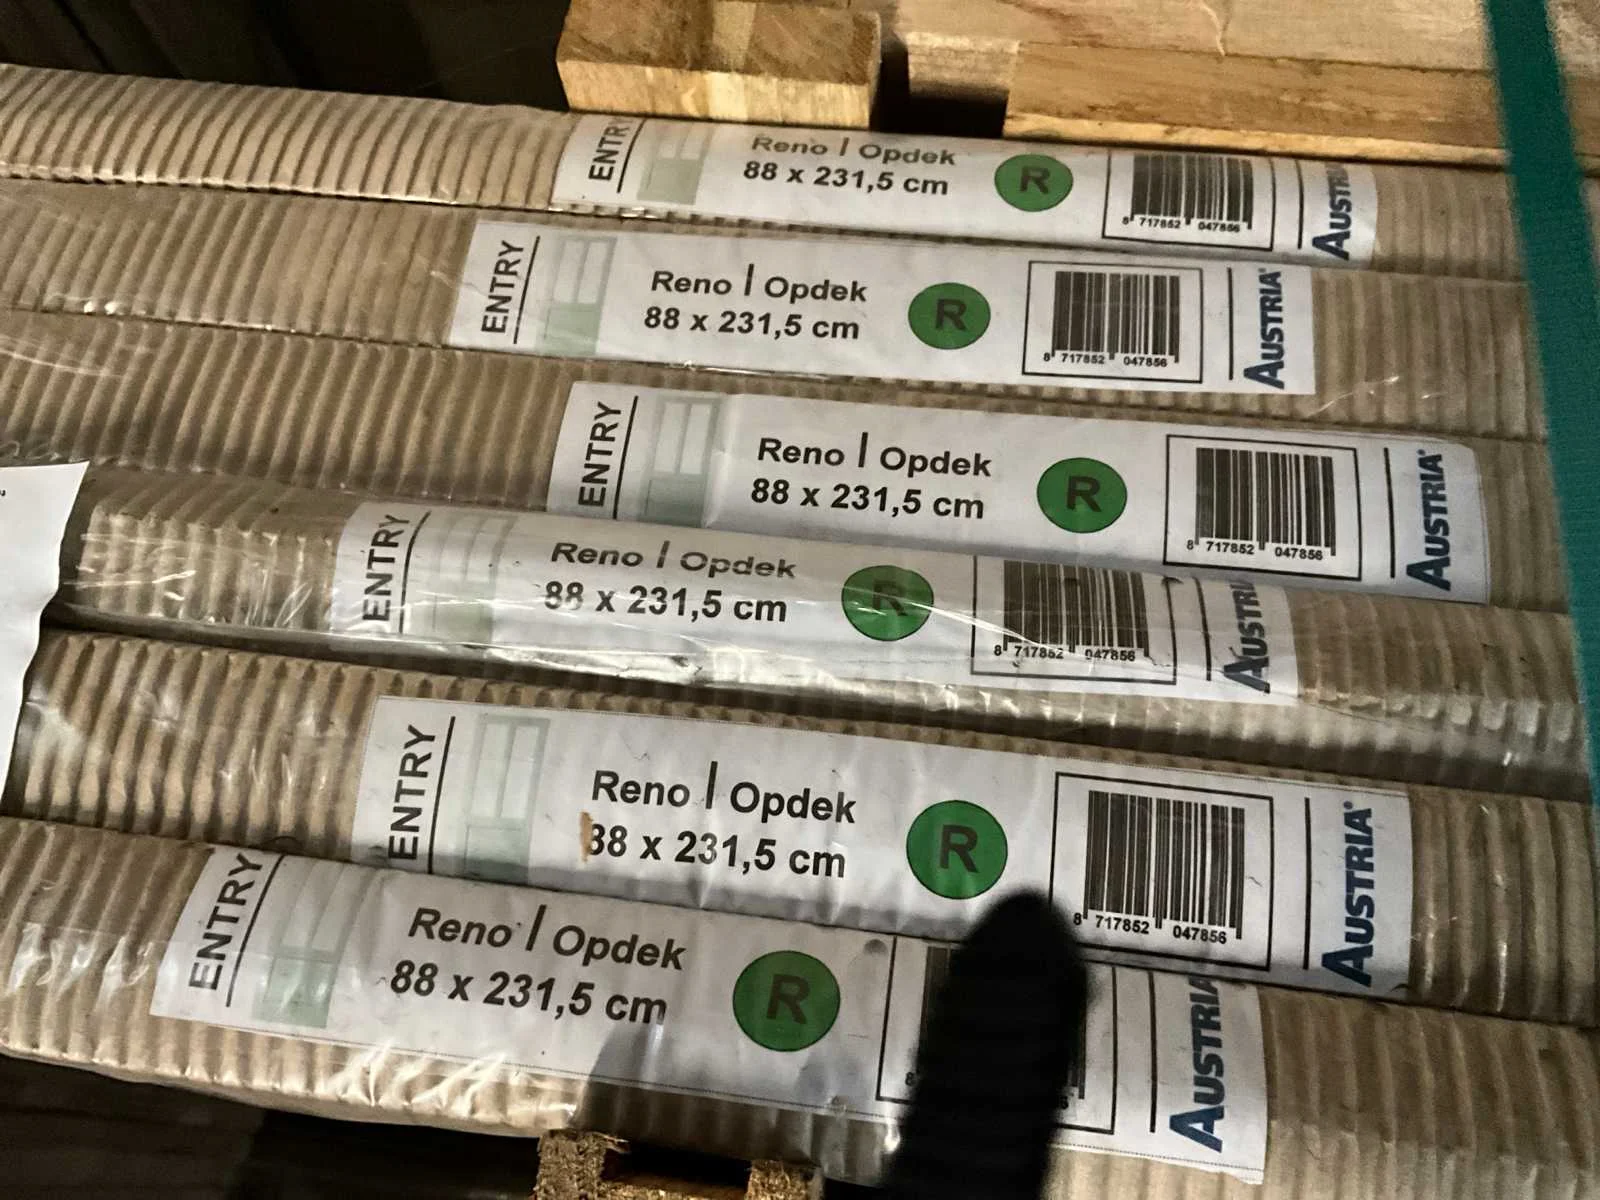 ENTRY
Reno | Opdek
88 x 231,5 cm
R
8 717852 047856
AUSTRIA
ENTRY
Reno | Opdek
88 x 231,5 cm
R
8 717852 047856
AUSTRIA®
ENTRY
Reno | Opdek
88 x 231,5 cm
R
8 717852 047856
AUSTRIA®
ENTRY
Reno | Opdek
88 x 231,5 cm
R
8 717852 047856
AUSTRIA
ENTRY
Reno | Opdek
88 x 231,5 cm
R
8 717852 047856
AUSTRIA®
ENTRY
Reno | Opdek
88 x 231,5 cm
R
8
AUSTRIA